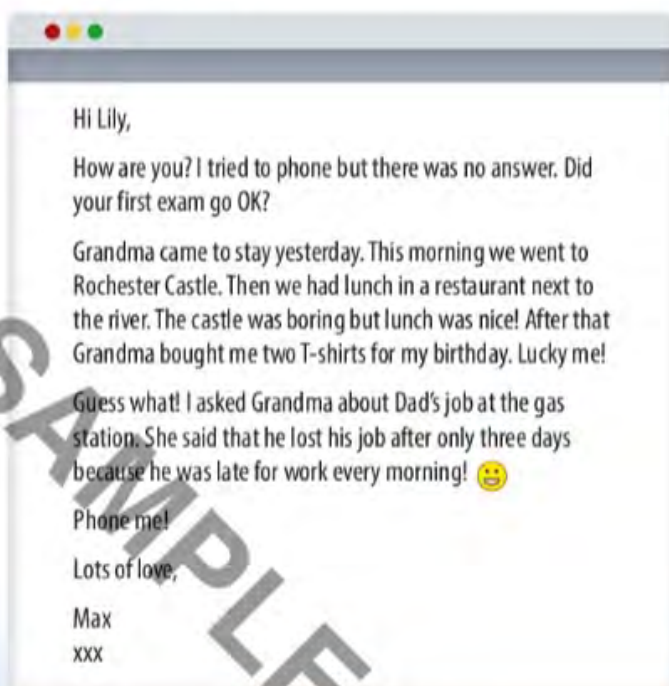 Hi Lily,
How are you? I tried to phone but there was no answer. Did
your first exam go OK?
Grandma came to stay yesterday. This morning we went to
Rochester Castle. Then we had lunch in a restaurant next to
the river. The castle was boring but lunch was nice! After that
Grandma bought me two T-shirts for my birthday. Lucky me!
Guess what! I asked Grandma about Dad's job at the gas
station. She said that he lost his job after only three days
because he was late for work every morning!
Phone me!
Lots of love,
Max
xxx
SAMPLE